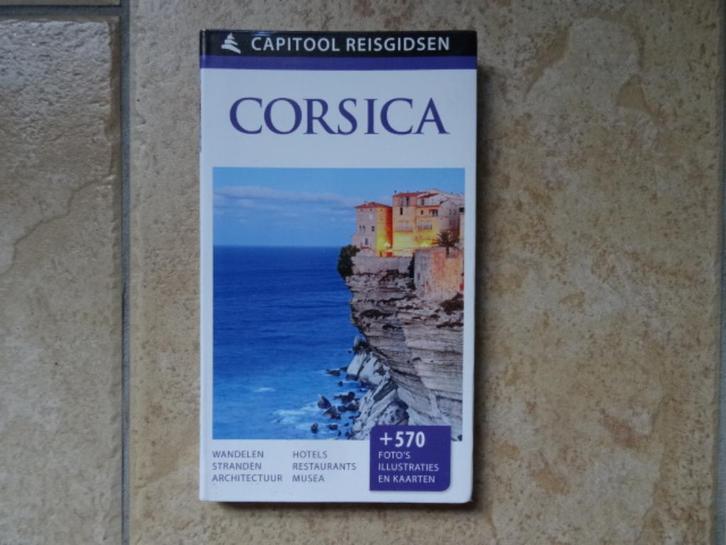 CAPITOOL REISGIDSEN
CORSICA
WANDELEN
STRANDEN
ARCHITECTUUR
HOTELS
RESTAURANTS
MUSEA
+570
FOTO'S
ILLUSTRATIES
EN KAARTEN